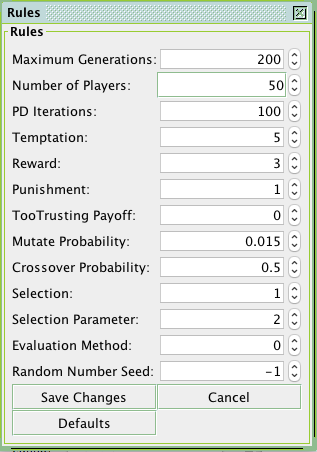 Rules
Rules
Maximum Generations: 200
Number of Players: 50
PD Iterations: 100
Temptation: 5
Reward: 3
Punishment: 1
TooTrusting Payoff: 0
Mutate Probability: 0.015
Crossover Probability: 0.5
Selection: 1
Selection Parameter: 2
Evaluation Method: 0
Random Number Seed: -1
Save Changes Cancel
Defaults